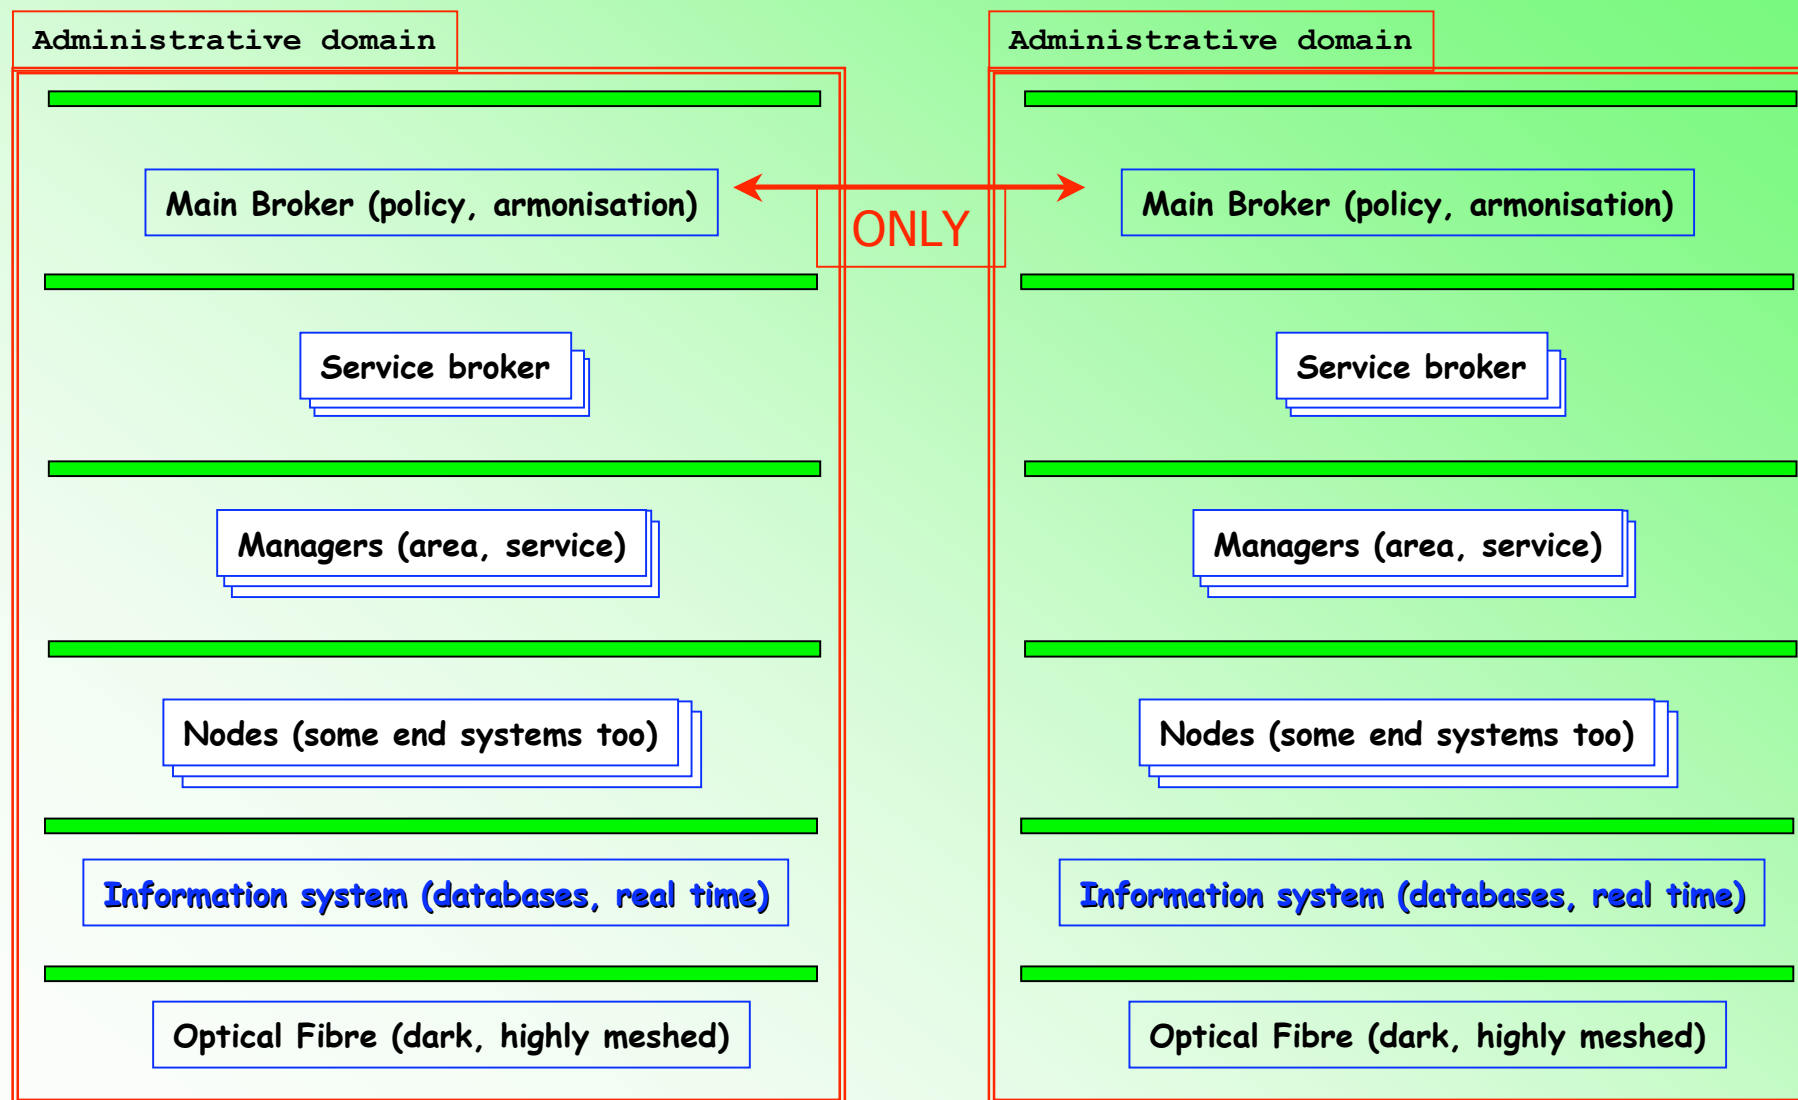 Administrative domain
Main Broker (policy, armonisation)
Service broker
Managers (area, service)
Nodes (some end systems too)
Information system (databases, real time)
Optical Fibre (dark, highly meshed)
ONLY
Administrative domain
Main Broker (policy, armonisation)
Service broker
Managers (area, service)
Nodes (some end systems too)
Information system (databases, real time)
Optical Fibre (dark, highly meshed)